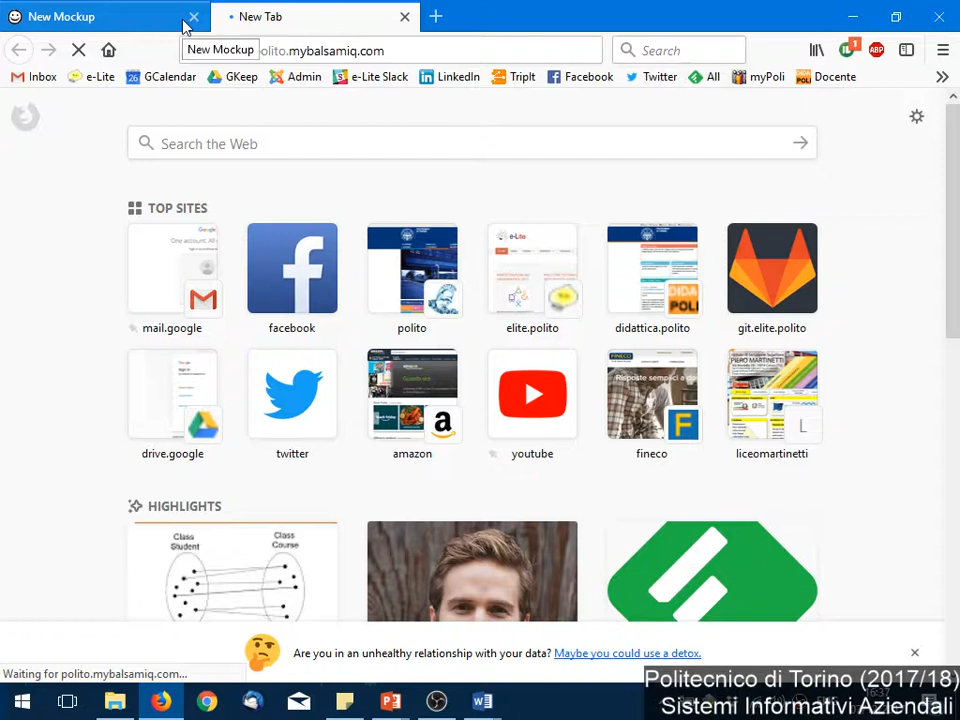 New Mockup
New Tab
New Mockup
olito.mybalsamiq.com
Search
Inbox e-Lite GCalendar GKeep Admin e-Lite Slack LinkedIn TripIt Facebook Twitter All myPoli Docente
Search the Web
TOP SITES
mail.google facebook polito elite.polito didattica.polito git.elite.polito
drive.google twitter amazon youtube fineco liceomartinetti
HIGHLIGHTS
Class Student
Class Course
Are you in an unhealthy relationship with your data? Maybe you could use a detox.
Waiting for polito.mybalsamiq.com...
Politecnico di Torino (2017/18)
16:37
Sistemi Informativi Aziendali